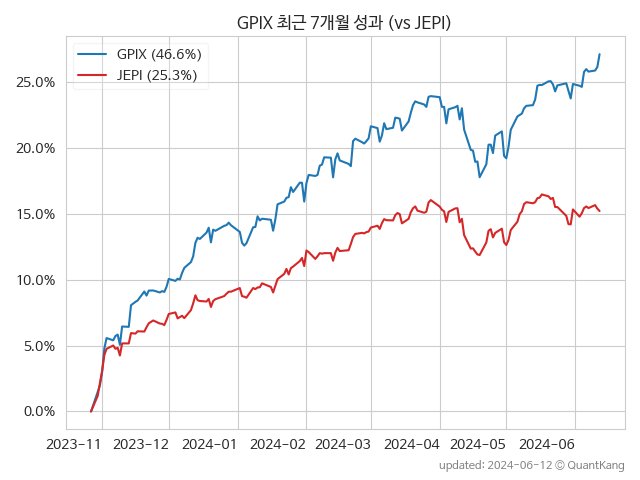 GPIX 최근 7개월 성과 (vs JEPI)
GPIX (46.6%)
JEPI (25.3%)
25.0%
20.0%
15.0%
10.0%
5.0%
0.0%
2023-11 2023-12 2024-01 2024-02 2024-03 2024-04 2024-05 2024-06
updated: 2024-06-12 © QuantKang